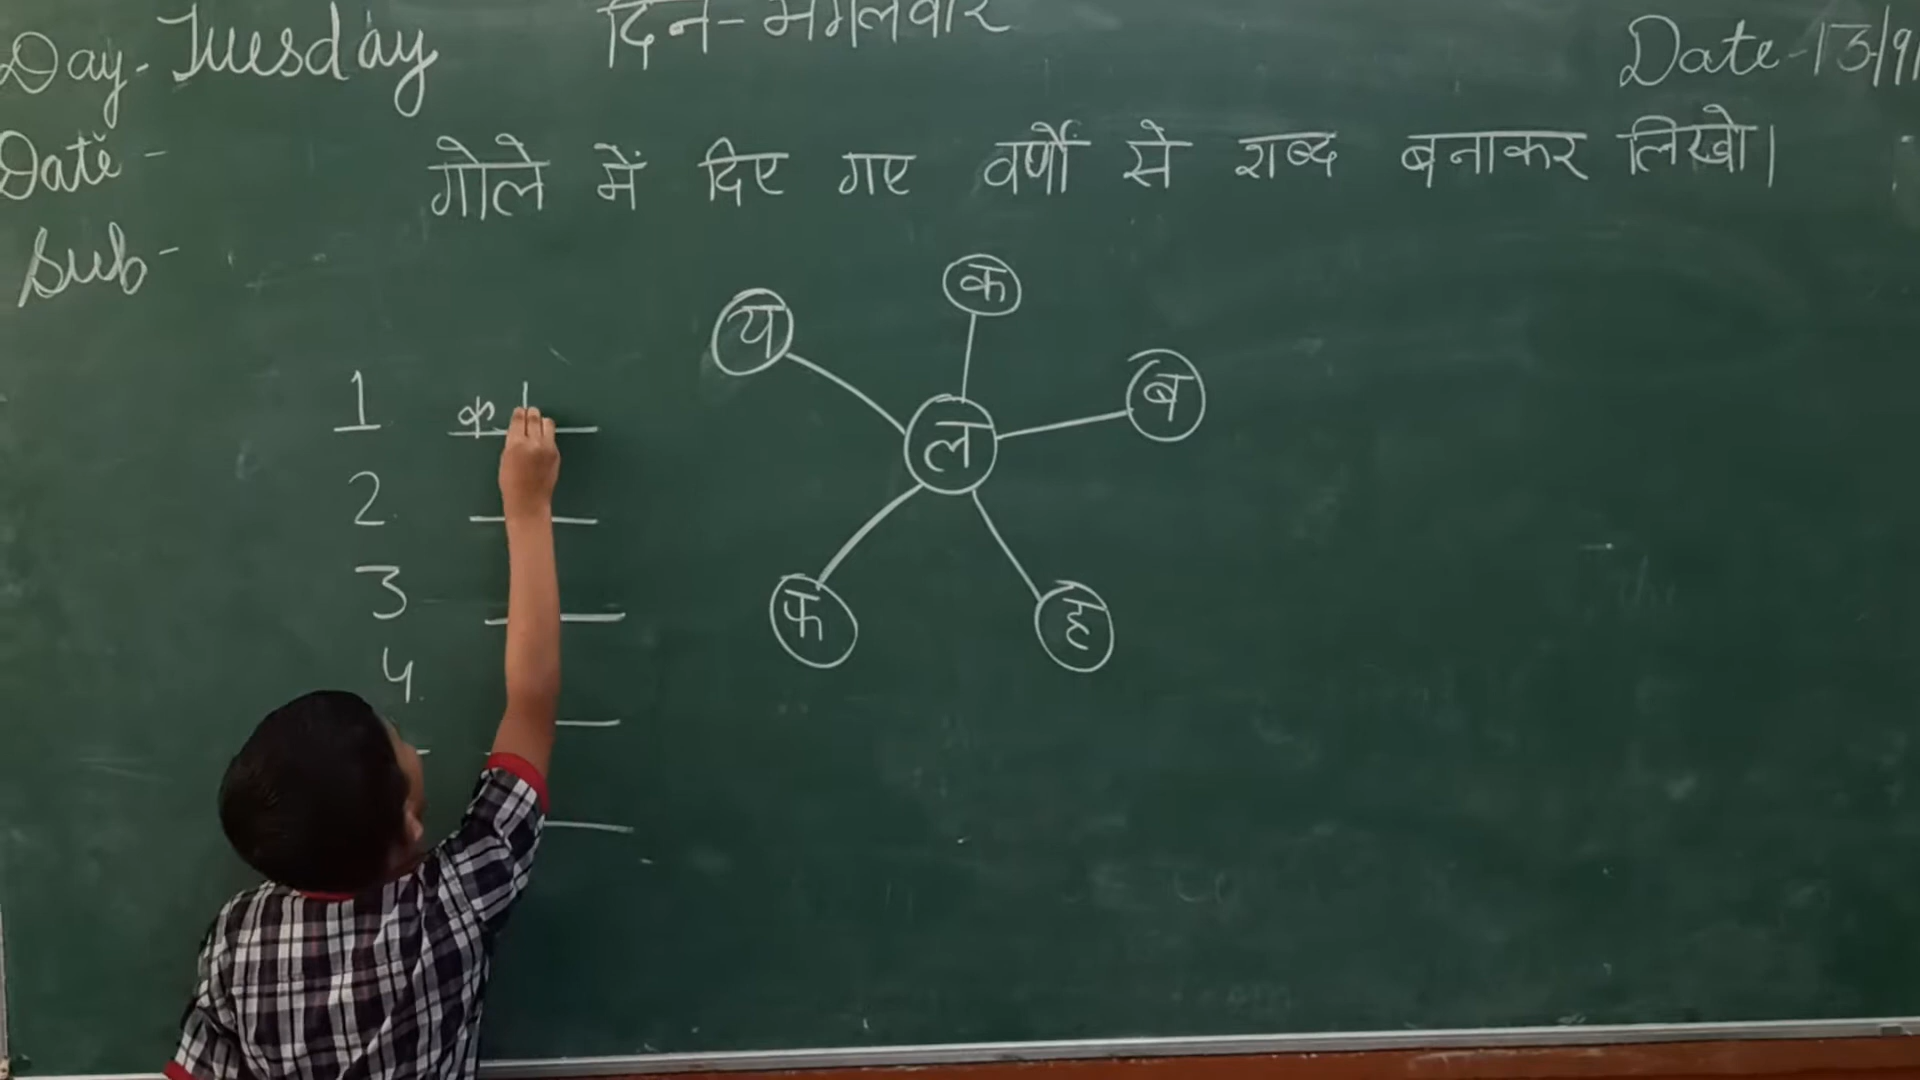 Day- Tuesday
दिन- मंगलवार
Date-13/9/
Date -
गोले में दिए गए वर्णों से शब्द बनाकर लिखो।
Sub -
क
य
ब
1 क
ल
2.
3
फ
ह
4.